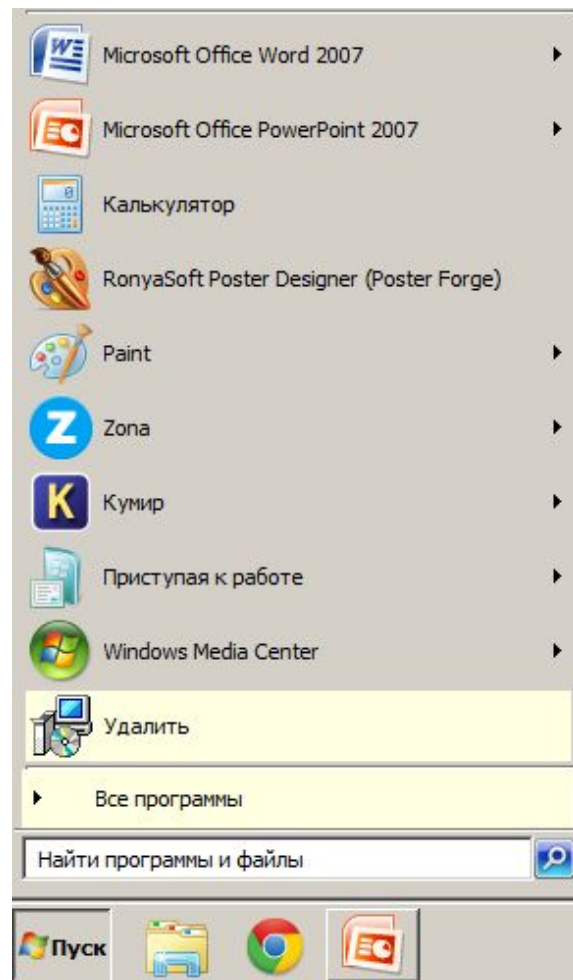 Microsoft Office Word 2007
Microsoft Office PowerPoint 2007
Калькулятор
RonyaSoft Poster Designer (Poster Forge)
Paint
Zona
Кумир
Приступая к работе
Windows Media Center
Удалить
Все программы
Найти программы и файлы
Пуск